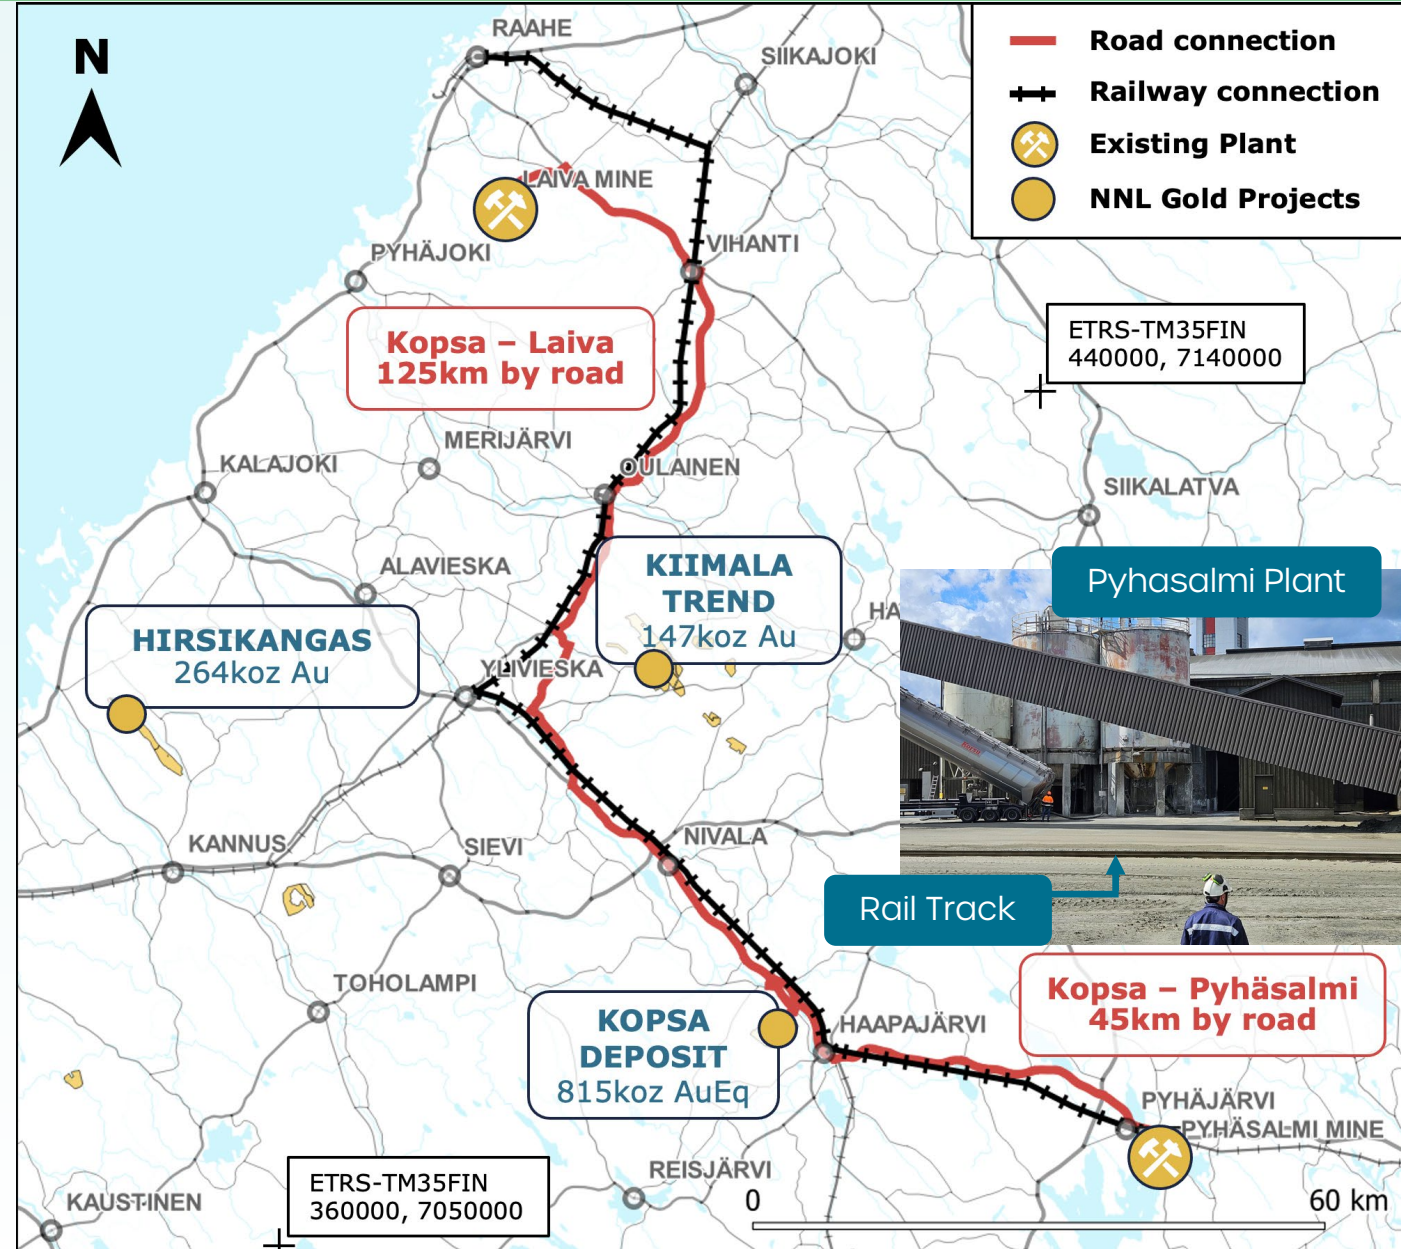 N
RAAHE
SIIKAJOKI
Road connection
Railway connection
Existing Plant
NNL Gold Projects
LAIVA MINE
PYHÄJOKI
VIHANTI
Kopsa – Laiva
125km by road
ETRS-TM35FIN
440000, 7140000
MERIJÄRVI
KALAJOKI
OULAINEN
SIIKALATVA
ALAVIESKA
KIIMALA
TREND
147koz Au
HA
Pyhasalmi Plant
HIRSIKANGAS
264koz Au
YLIVIESKA
KANNUS
SIEVI
NIVALA
Rail Track
TOHOLAMPI
KOPSA
DEPOSIT
815koz AuEq
HAAPAJÄRVI
Kopsa – Pyhäsalmi
45km by road
PYHÄJÄRVI
PYHÄSALMI MINE
REISJÄRVI
ETRS-TM35FIN
360000, 7050000
KAUSTINEN
0
60 km